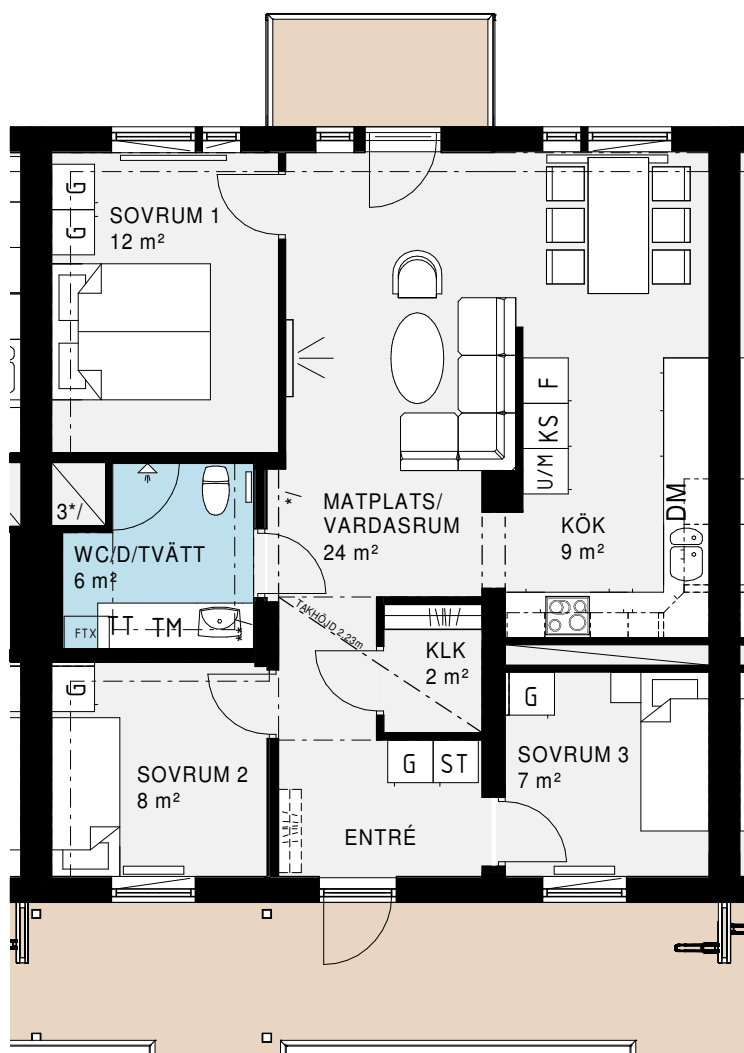 G
G
SOVRUM 1
12 m²
F
KS
U/M
3*/
*/
MATPLATS/
VARDASRUM
24 m²
DM
KÖK
9 m²
WC/D/TVÄTT
6 m²
FTX
TT TM
*/
TAKHÖJD 2,23m
KLK
2 m²
G
G
SOVRUM 2
8 m²
G ST
SOVRUM 3
7 m²
ENTRÉ